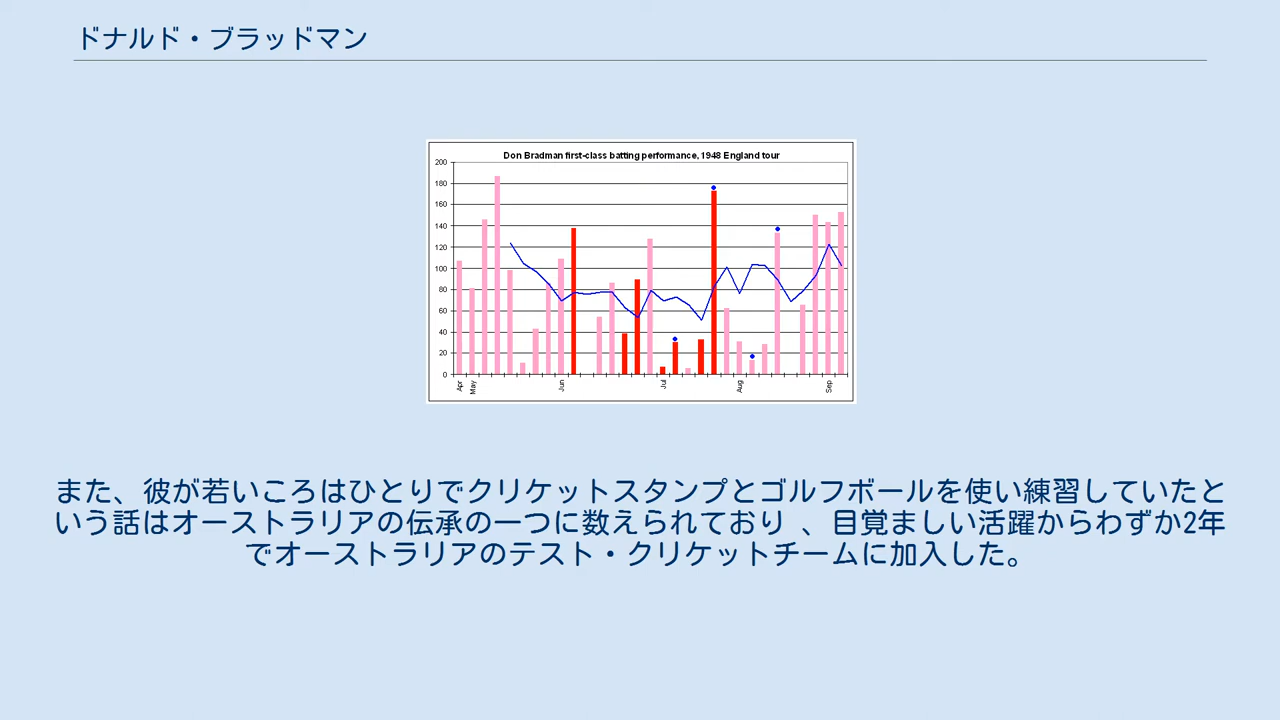 ドナルド・ブラッドマン
Don Bradman first-class batting performance, 1948 England tour
200
180
160
140
120
100
80
60
40
20
0
Apr
May
Jun
Jul
Aug
Sep
また、彼が若いころはひとりでクリケットスタンプとゴルフボールを使い練習していたと
いう話はオーストラリアの伝承の一つに数えられており 、目覚ましい活躍からわずか2年
でオーストラリアのテスト・クリケットチームに加入した。